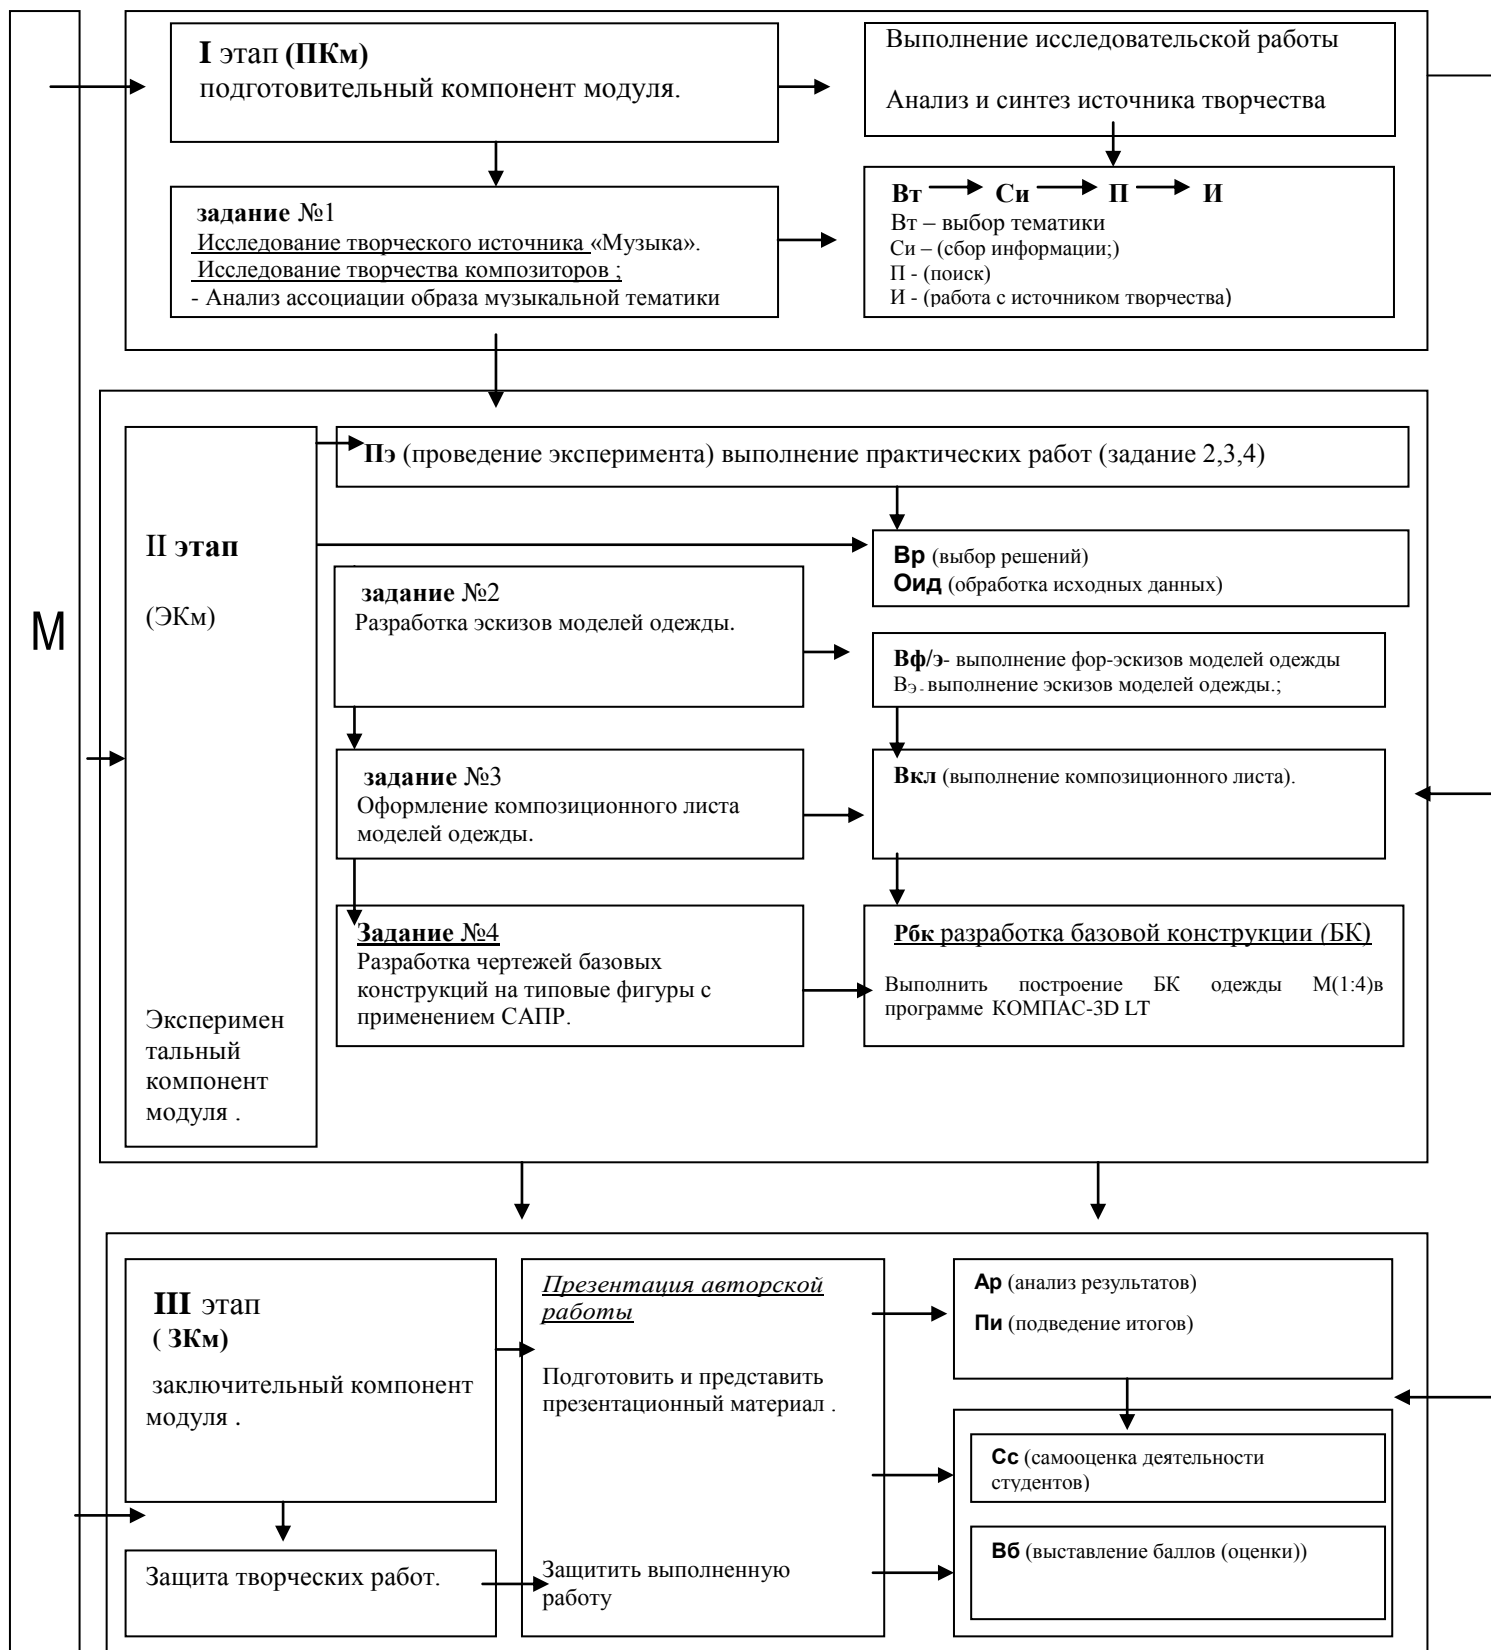 М
I этап (ПКм)
подготовительный компонент модуля.
Выполнение исследовательской работы
Анализ и синтез источника творчества
задание №1
Исследование творческого источника «Музыка».
Исследование творчества композиторов ;
- Анализ ассоциации образа музыкальной тематики
Вт Си П И
Вт – выбор тематики
Си – (сбор информации;)
П - (поиск)
И - (работа с источником творчества)
II этап
(ЭКм)
Эксперимен
тальный
компонент
модуля .
Пэ (проведение эксперимента) выполнение практических работ (задание 2,3,4)
Вр (выбор решений)
Оид (обработка исходных данных)
задание №2
Разработка эскизов моделей одежды.
Вф/э- выполнение фор-эскизов моделей одежды
Вэ - выполнение эскизов моделей одежды.;
задание №3
Оформление композиционного листа
моделей одежды.
Вкл (выполнение композиционного листа).
Задание №4
Разработка чертежей базовых
конструкций на типовые фигуры с
применением САПР.
Рбк разработка базовой конструкции (БК)
Выполнить построение БК одежды М(1:4)в
программе КОМПАС-3D LT
III этап
( ЗКм)
заключительный компонент
модуля .
Защита творческих работ.
Презентация авторской
работы
Подготовить и представить
презентационный материал .
Защитить выполненную
работу
Ар (анализ результатов)
Пи (подведение итогов)
Сс (самооценка деятельности
студентов)
Вб (выставление баллов (оценки))